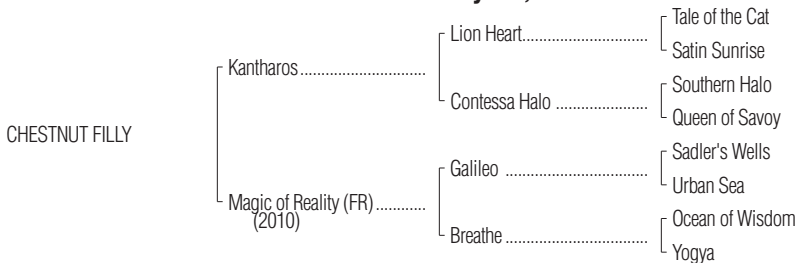 Tale of the Cat
Lion Heart
Satin Sunrise
Kantharos
Southern Halo
Contessa Halo
Queen of Savoy
CHESTNUT FILLY
Sadler's Wells
Galileo
Urban Sea
Magic of Reality (FR)
(2010)
Ocean of Wisdom
Breathe
Yogya